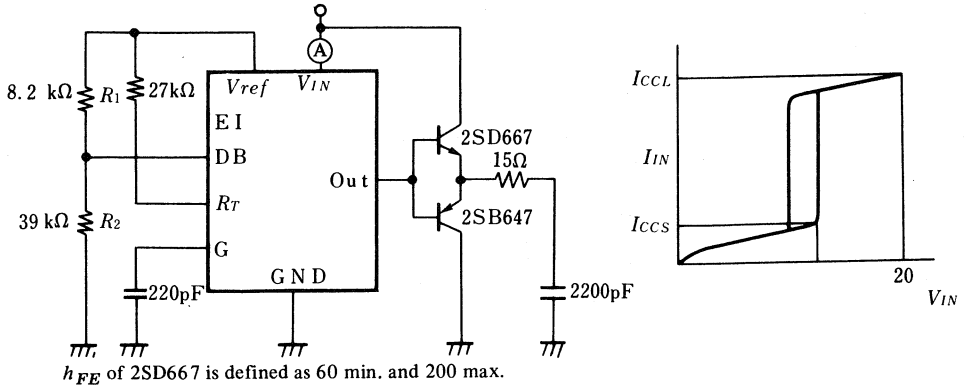 A
8.2 kΩ R1 27kΩ
Vref VIN
EI
DB
RT
G
GND
Out
39 kΩ R2
220pF
2SD667
15Ω
2SB647
2200pF
hFE of 2SD667 is defined as 60 min. and 200 max.
ICCL
IIN
ICCS
20
VIN